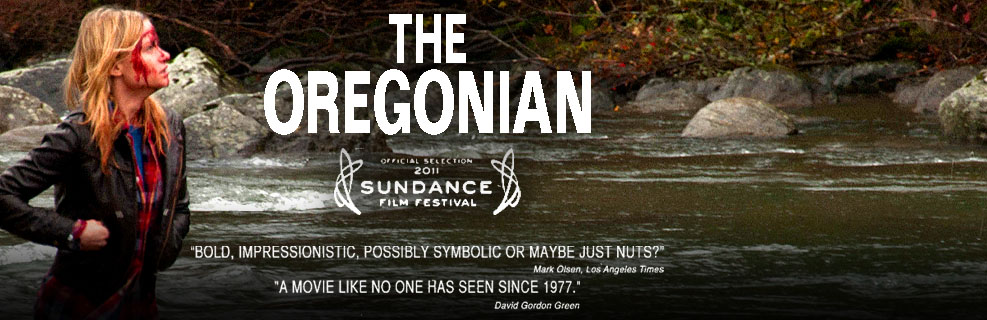 THE
OREGONIAN
OFFICIAL SELECTION
2011
SUNDANCE
FILM FESTIVAL
"BOLD, IMPRESSIONISTIC, POSSIBLY SYMBOLIC OR MAYBE JUST NUTS?"
Mark Olsen, Los Angeles Times
"A MOVIE LIKE NO ONE HAS SEEN SINCE 1977."
David Gordon Green